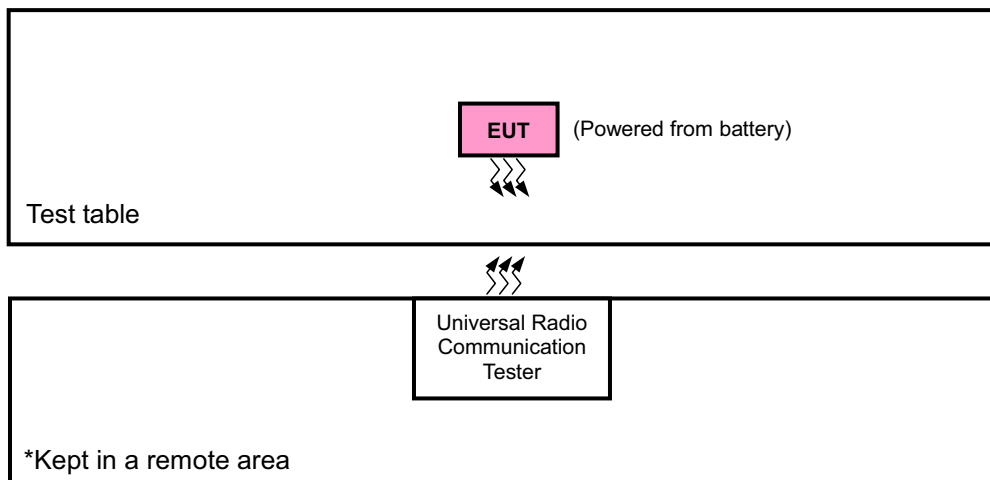 EUT
(Powered from battery)
Test table
Universal Radio
Communication
Tester
*Kept in a remote area